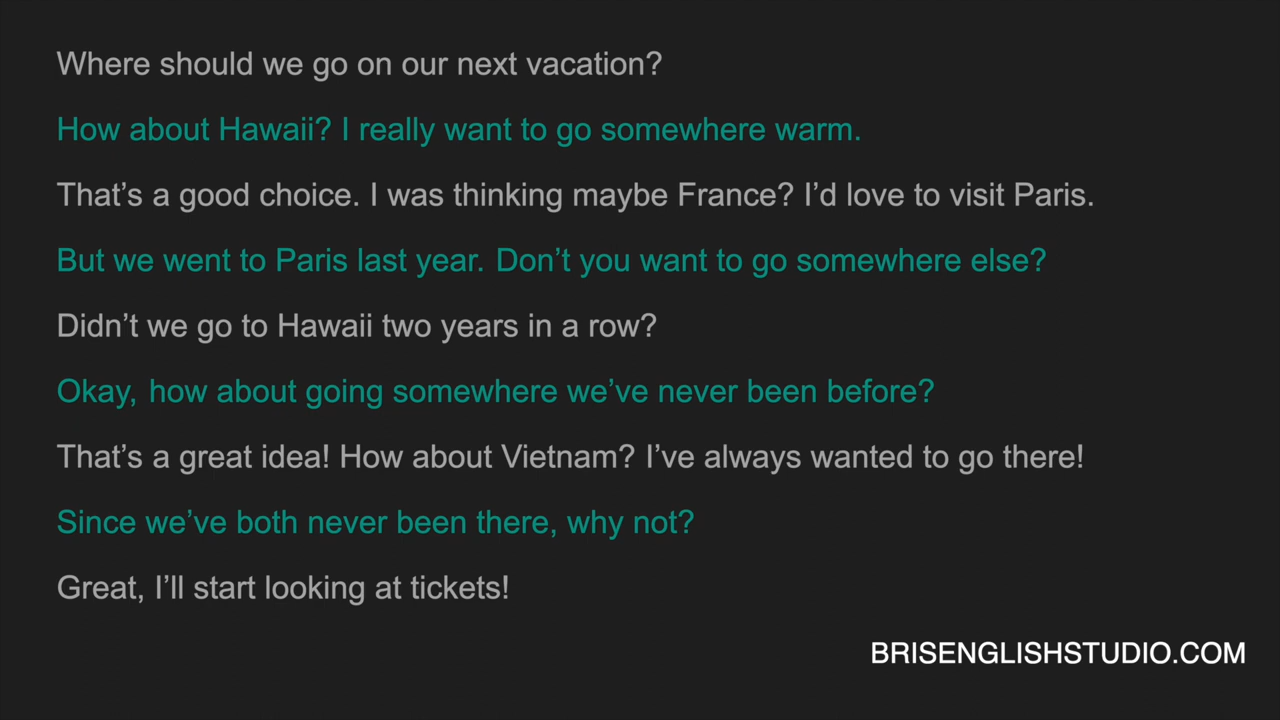 Where should we go on our next vacation?
How about Hawaii? I really want to go somewhere warm.
That’s a good choice. I was thinking maybe France? I’d love to visit Paris.
But we went to Paris last year. Don’t you want to go somewhere else?
Didn’t we go to Hawaii two years in a row?
Okay, how about going somewhere we’ve never been before?
That’s a great idea! How about Vietnam? I’ve always wanted to go there!
Since we’ve both never been there, why not?
Great, I’ll start looking at tickets!
BRISENGLISHSTUDIO.COM